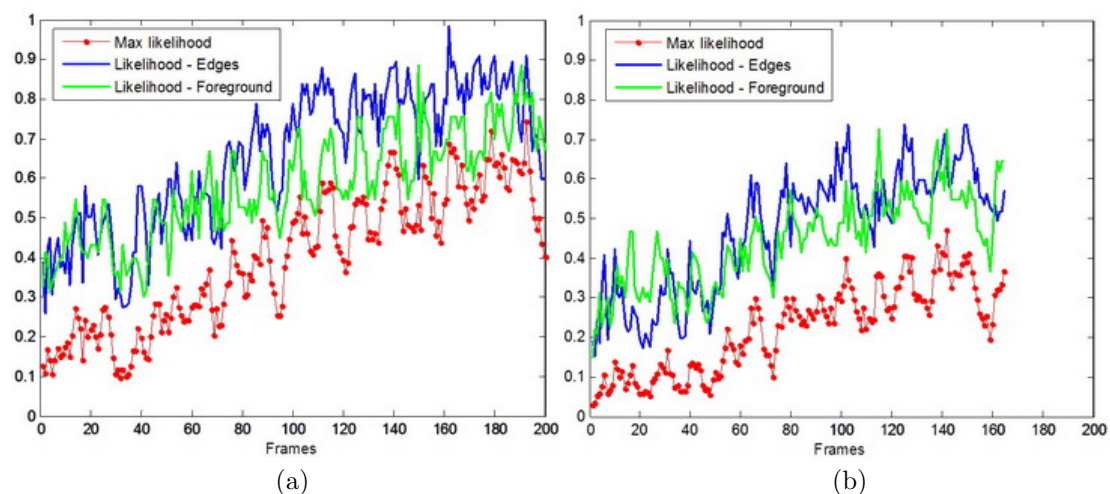 1
0.9
0.8
0.7
0.6
0.5
0.4
0.3
0.2
0.1
0
Max likelihood
Likelihood - Edges
Likelihood - Foreground
0 20 40 60 80 100 120 140 160 180 200
Frames
(a)
1
0.9
0.8
0.7
0.6
0.5
0.4
0.3
0.2
0.1
0
Max likelihood
Likelihood - Edges
Likelihood - Foreground
0 20 40 60 80 100 120 140 160 180 200
Frames
(b)